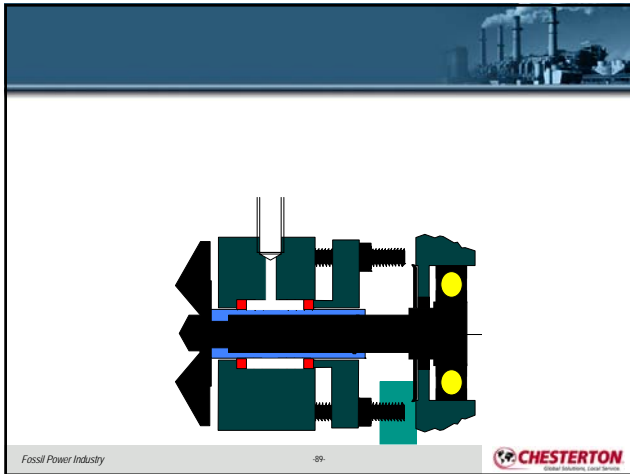 Fossil Power Industry
-89-
CHESTERTON
Global Solutions, Local Service.